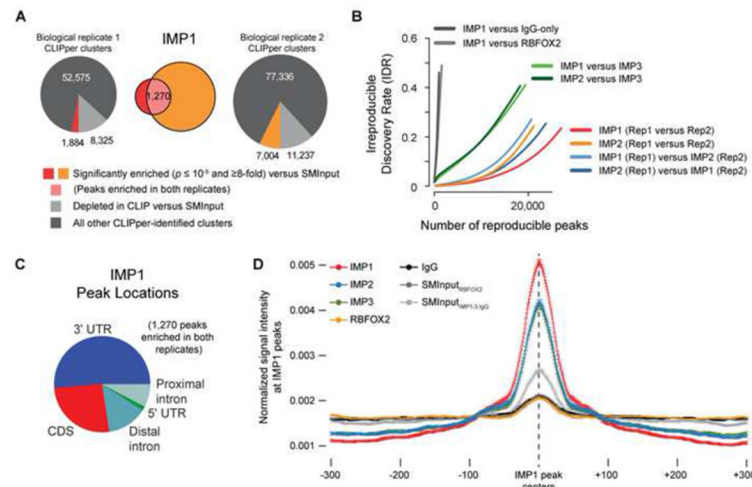 A
Biological replicate 1
CLIPper clusters
IMP1
Biological replicate 2
CLIPper clusters
52,575
1,270
77,336
1,884
8,325
7,004
11,237
Significantly enriched (p ≤ 10⁻⁵ and ≥8-fold) versus SMInput
(Peaks enriched in both replicates)
Depleted in CLIP versus SMInput
All other CLIPper-identified clusters
B
Irreproducible
Discovery Rate (IDR)
0.6
0.4
0.2
0
0
20,000
Number of reproducible peaks
IMP1 versus IgG-only
IMP1 versus RBFOX2
IMP1 versus IMP3
IMP2 versus IMP3
IMP1 (Rep1 versus Rep2)
IMP2 (Rep1 versus Rep2)
IMP1 (Rep1) versus IMP2 (Rep2)
IMP2 (Rep1) versus IMP1 (Rep2)
C
IMP1
Peak Locations
3' UTR
(1,270 peaks
enriched in both
replicates)
Proximal
intron
5' UTR
Distal
intron
CDS
D
Normalized signal intensity
at IMP1 peaks
0.005
0.004
0.003
0.002
0.001
IMP1
IMP2
IMP3
RBFOX2
IgG
SMInput RBFOX2
SMInput IMP1-3,IgG
-300
-200
-100
IMP1 peak
centers
+100
+200
+300